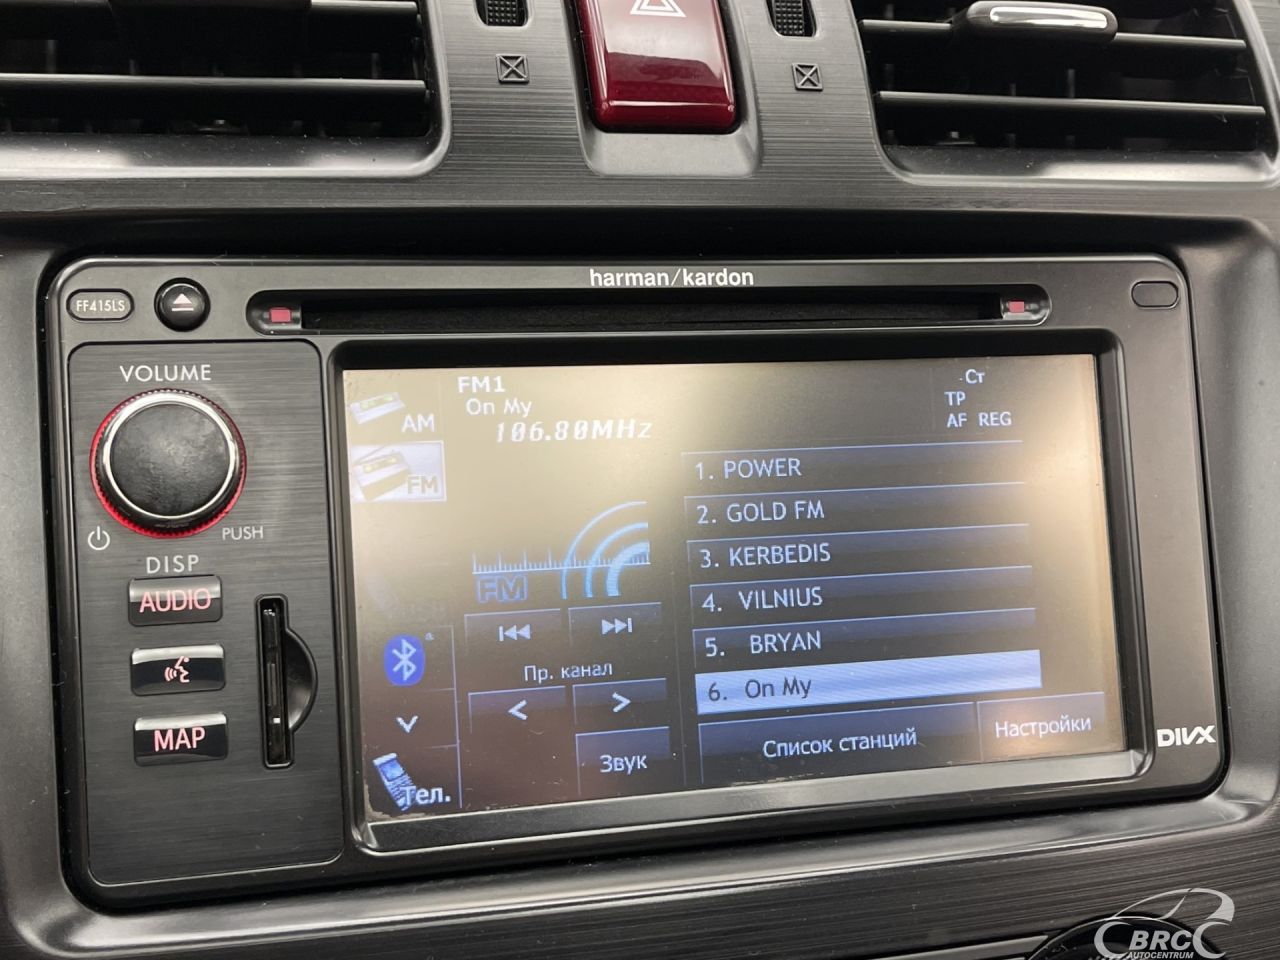 harman/kardon
FF415LS
VOLUME
PUSH
DISP
AUDIO
MAP
FM1
On My
106.80MHz
Ст
TP
AF REG
AM
FM
FM
1. POWER
2. GOLD FM
3. KERBEDIS
4. VILNIUS
5. BRYAN
6. On My
Пр. канал
< >
Звук
Список станций
Настройки
Тел.
DIVX
BRC
AUTOCENTRUM